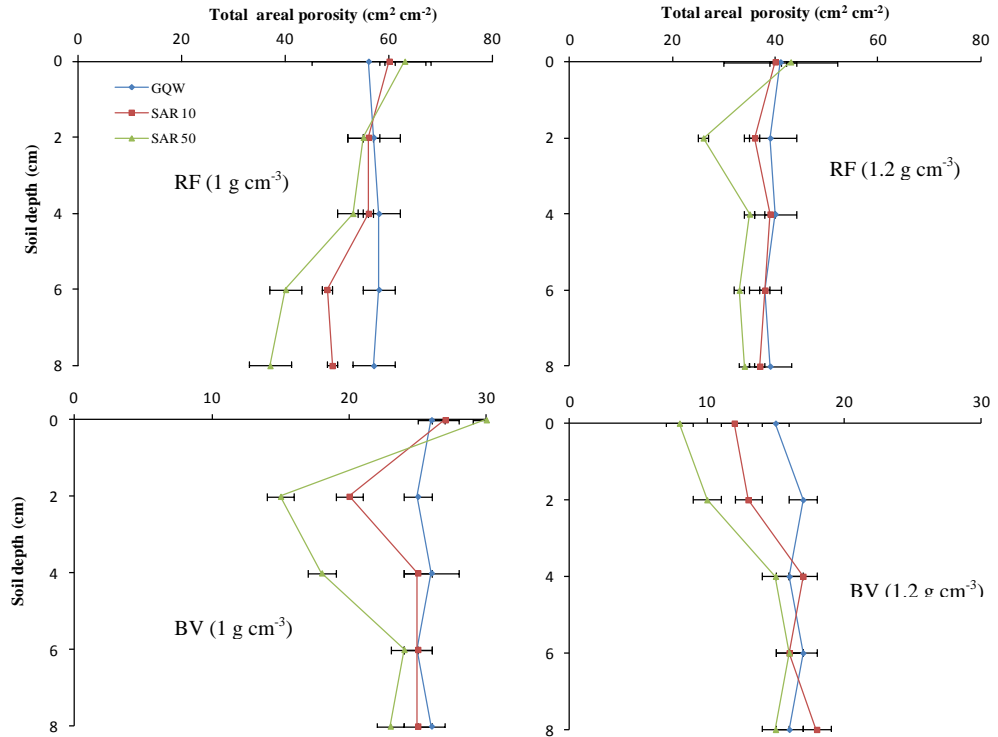 Total areal porosity (cm² cm⁻²)
0 20 40 60 80
0
2
4
6
8
Soil depth (cm)
GQW
SAR 10
SAR 50
RF (1 g cm⁻³)
Total areal porosity (cm² cm⁻²)
0 20 40 60 80
0
2
4
6
8
RF (1.2 g cm⁻³)
0 10 20 30
0
2
4
6
8
Soil depth (cm)
BV (1 g cm⁻³)
0 10 20 30
0
2
4
6
8
BV (1.2 g cm⁻³)